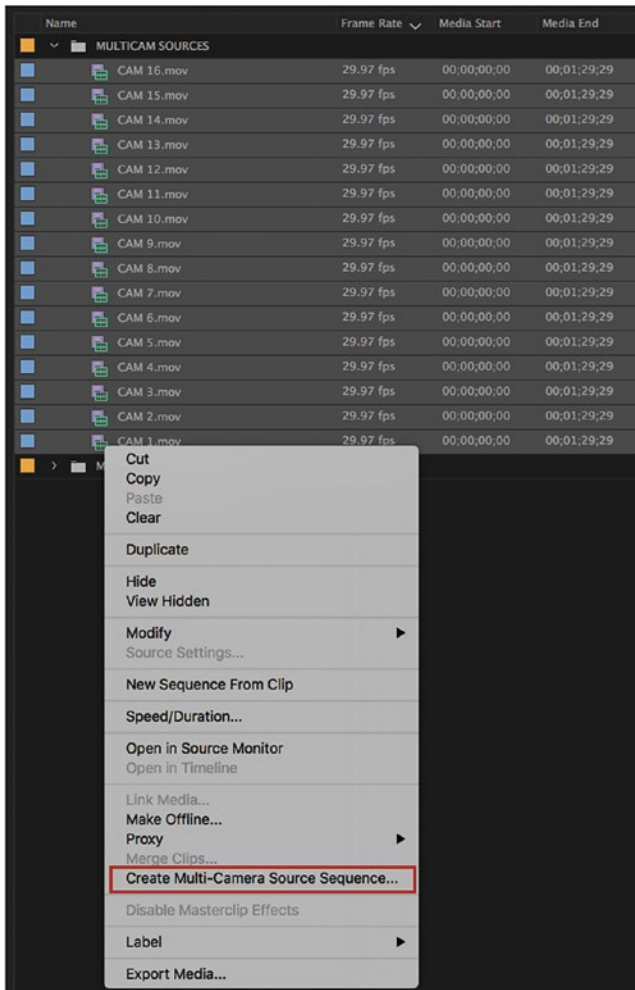 Name Frame Rate Media Start Media End
MULTICAM SOURCES
CAM 16.mov 29.97 fps 00;00;00;00 00;01;29;29
CAM 15.mov 29.97 fps 00;00;00;00 00;01;29;29
CAM 14.mov 29.97 fps 00;00;00;00 00;01;29;29
CAM 13.mov 29.97 fps 00;00;00;00 00;01;29;29
CAM 12.mov 29.97 fps 00;00;00;00 00;01;29;29
CAM 11.mov 29.97 fps 00;00;00;00 00;01;29;29
CAM 10.mov 29.97 fps 00;00;00;00 00;01;29;29
CAM 9.mov 29.97 fps 00;00;00;00 00;01;29;29
CAM 8.mov 29.97 fps 00;00;00;00 00;01;29;29
CAM 7.mov 29.97 fps 00;00;00;00 00;01;29;29
CAM 6.mov 29.97 fps 00;00;00;00 00;01;29;29
CAM 5.mov 29.97 fps 00;00;00;00 00;01;29;29
CAM 4.mov 29.97 fps 00;00;00;00 00;01;29;29
CAM 3.mov 29.97 fps 00;00;00;00 00;01;29;29
CAM 2.mov 29.97 fps 00;00;00;00 00;01;29;29
CAM 1.mov 29.97 fps 00;00;00;00 00;01;29;29
M
Cut
Copy
Paste
Clear
Duplicate
Hide
View Hidden
Modify
Source Settings...
New Sequence From Clip
Speed/Duration...
Open in Source Monitor
Open in Timeline
Link Media...
Make Offline...
Proxy
Merge Clips...
Create Multi-Camera Source Sequence...
Disable Masterclip Effects
Label
Export Media...